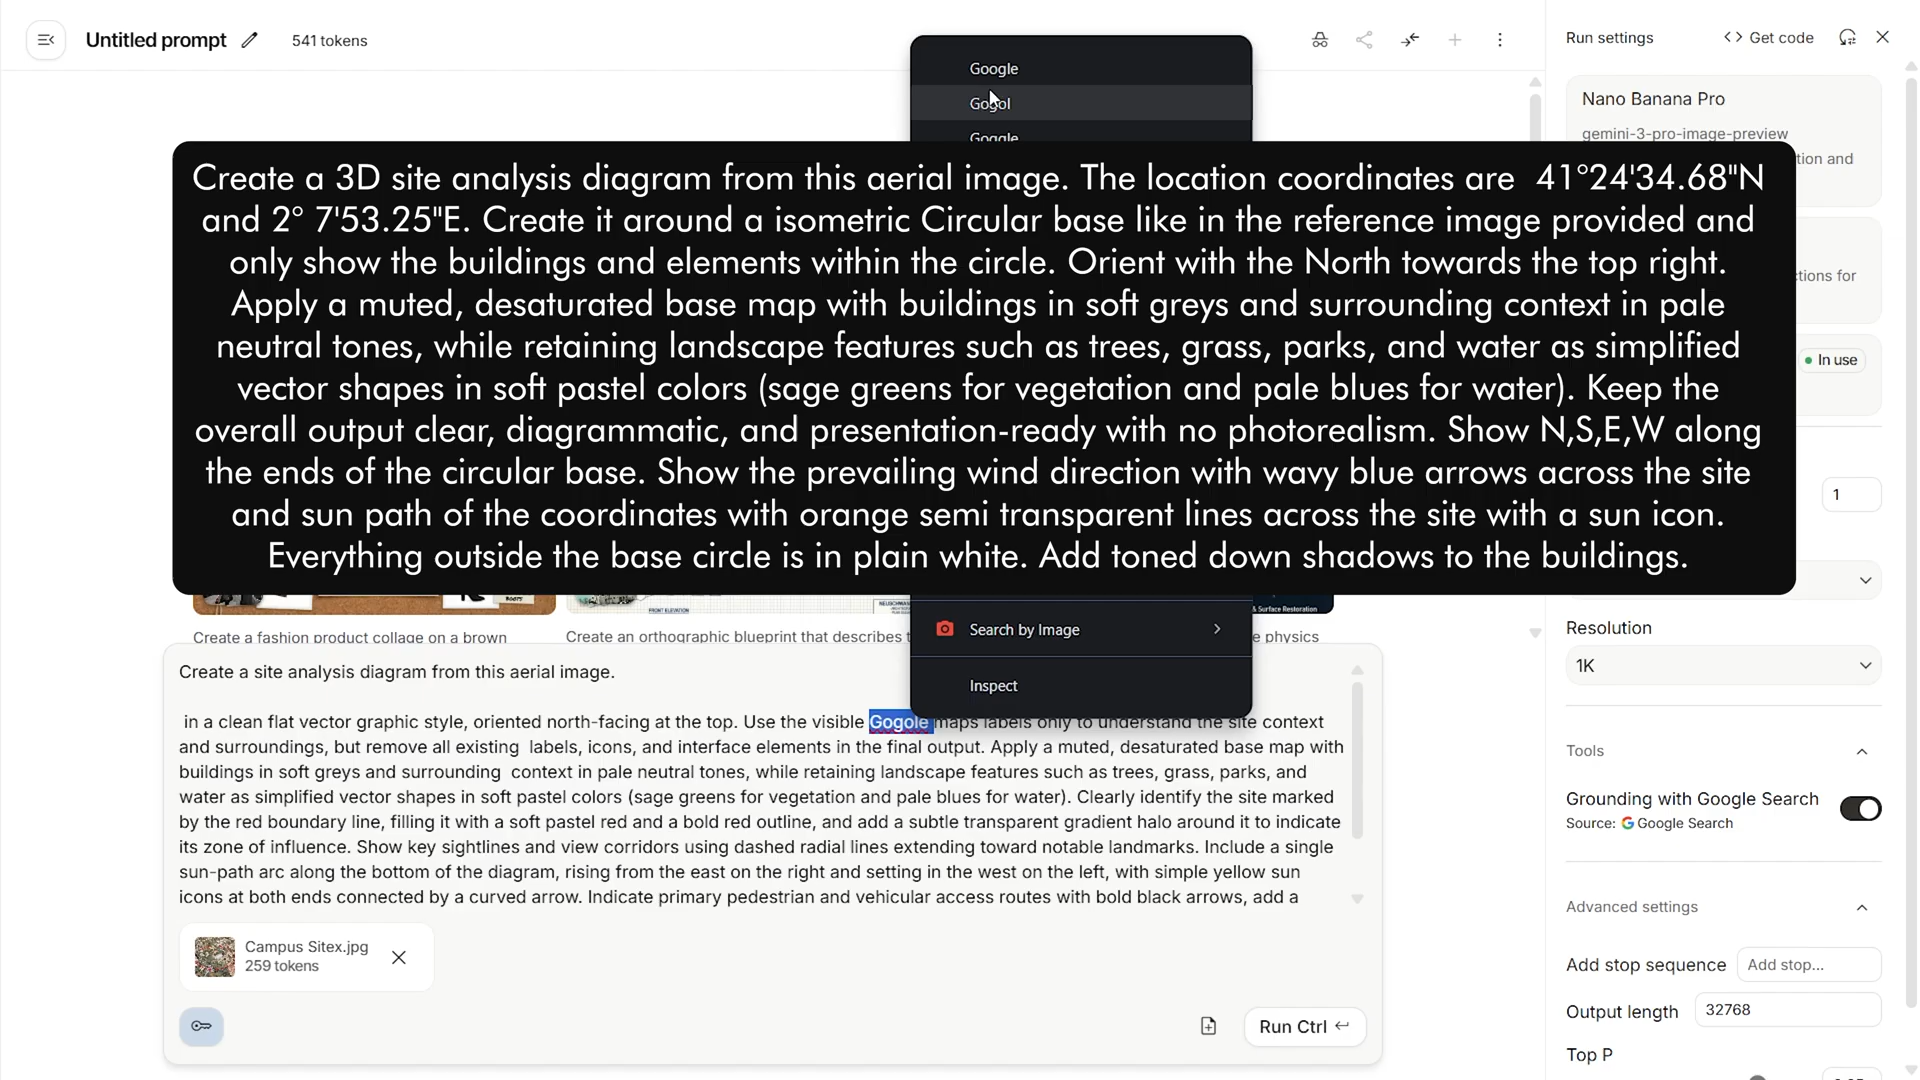 Untitled prompt
541 tokens
Run settings
Get code
Google
Gogol
Goggle
Nano Banana Pro
gemini-3-pro-image-preview
tion and
Create a 3D site analysis diagram from this aerial image. The location coordinates are 41°24'34.68"N
and 2° 7'53.25"E. Create it around a isometric Circular base like in the reference image provided and
only show the buildings and elements within the circle. Orient with the North towards the top right.
Apply a muted, desaturated base map with buildings in soft greys and surrounding context in pale
neutral tones, while retaining landscape features such as trees, grass, parks, and water as simplified
vector shapes in soft pastel colors (sage greens for vegetation and pale blues for water). Keep the
overall output clear, diagrammatic, and presentation-ready with no photorealism. Show N,S,E,W along
the ends of the circular base. Show the prevailing wind direction with wavy blue arrows across the site
and sun path of the coordinates with orange semi transparent lines across the site with a sun icon.
Everything outside the base circle is in plain white. Add toned down shadows to the buildings.
ctions for
In use
1
BOOTS
FRONT ELEVATION
& Surface Restoration
Create a fashion product collage on a brown
Create an orthographic blueprint that describes t
e physics
Search by Image
Inspect
Create a site analysis diagram from this aerial image.
in a clean flat vector graphic style, oriented north-facing at the top. Use the visible Gogole maps labels only to understand the site context
and surroundings, but remove all existing labels, icons, and interface elements in the final output. Apply a muted, desaturated base map with
buildings in soft greys and surrounding context in pale neutral tones, while retaining landscape features such as trees, grass, parks, and
water as simplified vector shapes in soft pastel colors (sage greens for vegetation and pale blues for water). Clearly identify the site marked
by the red boundary line, filling it with a soft pastel red and a bold red outline, and add a subtle transparent gradient halo around it to indicate
its zone of influence. Show key sightlines and view corridors using dashed radial lines extending toward notable landmarks. Include a single
sun-path arc along the bottom of the diagram, rising from the east on the right and setting in the west on the left, with simple yellow sun
icons at both ends connected by a curved arrow. Indicate primary pedestrian and vehicular access routes with bold black arrows, add a
Campus Sitex.jpg
259 tokens
Run Ctrl
Resolution
1K
Tools
Grounding with Google Search
Source: Google Search
Advanced settings
Add stop sequence
Add stop...
Output length
32768
Top P